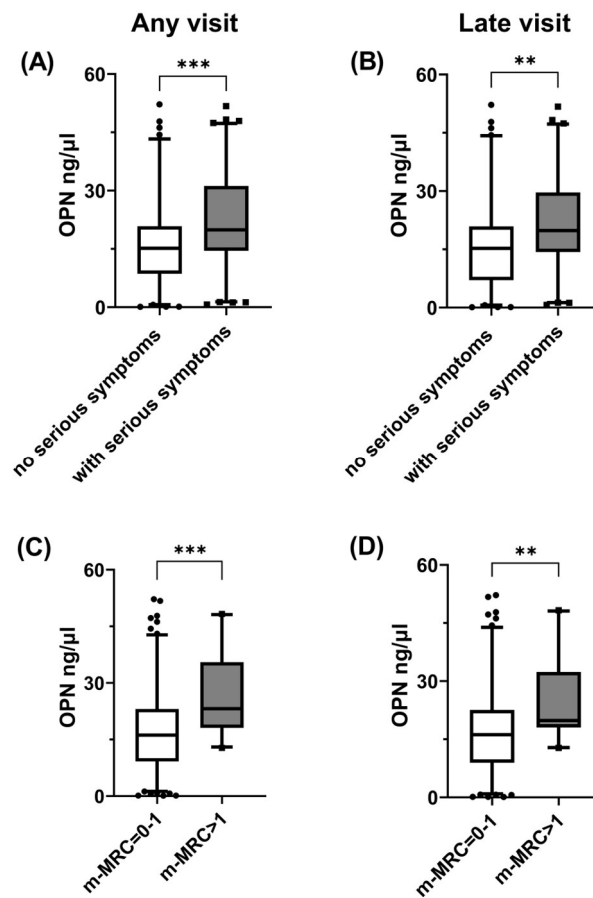 Any visit
Late visit
(A)
***
60
30
0
OPN ng/µl
no serious symptoms
with serious symptoms
(B)
**
60
30
0
OPN ng/µl
no serious symptoms
with serious symptoms
(C)
***
60
30
0
OPN ng/µl
m-MRC=0-1
m-MRC>1
(D)
**
60
30
0
OPN ng/µl
m-MRC=0-1
m-MRC>1